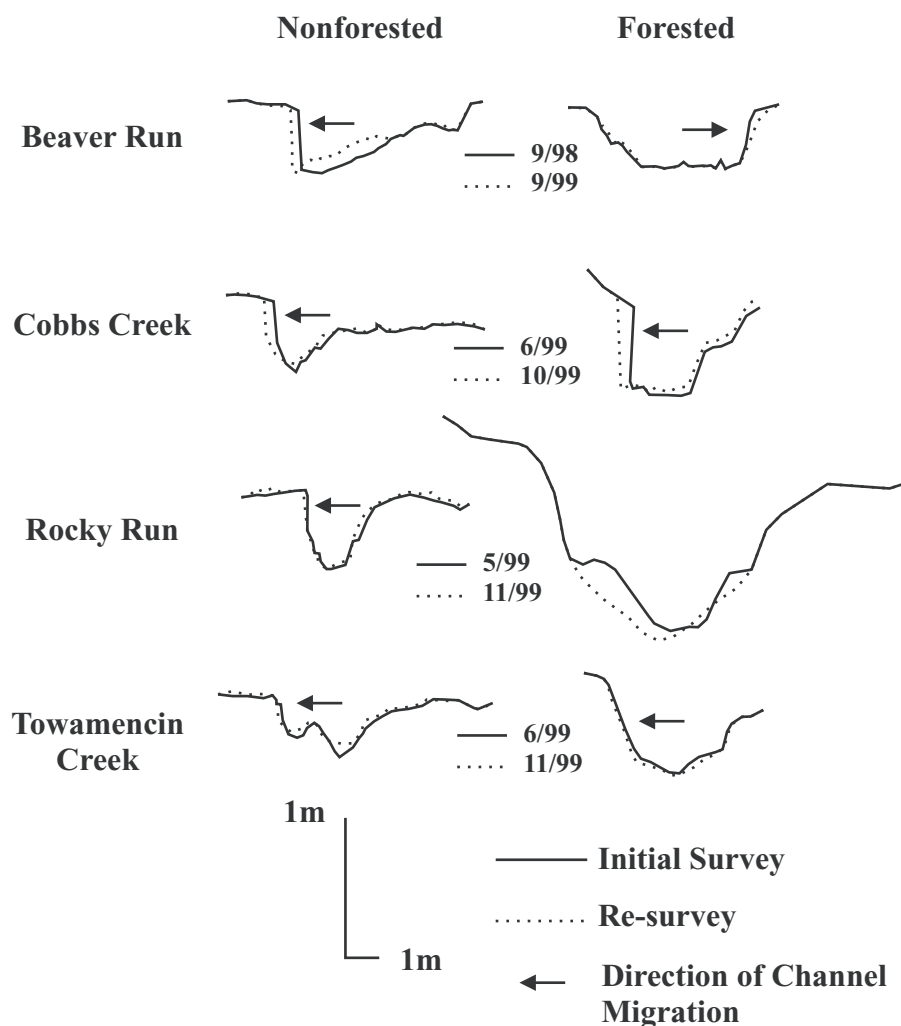 Nonforested
Forested
Beaver Run
9/98
9/99
Cobbs Creek
6/99
10/99
Rocky Run
5/99
11/99
Towamencin
Creek
6/99
11/99
1m
1m
Initial Survey
Re-survey
Direction of Channel
Migration